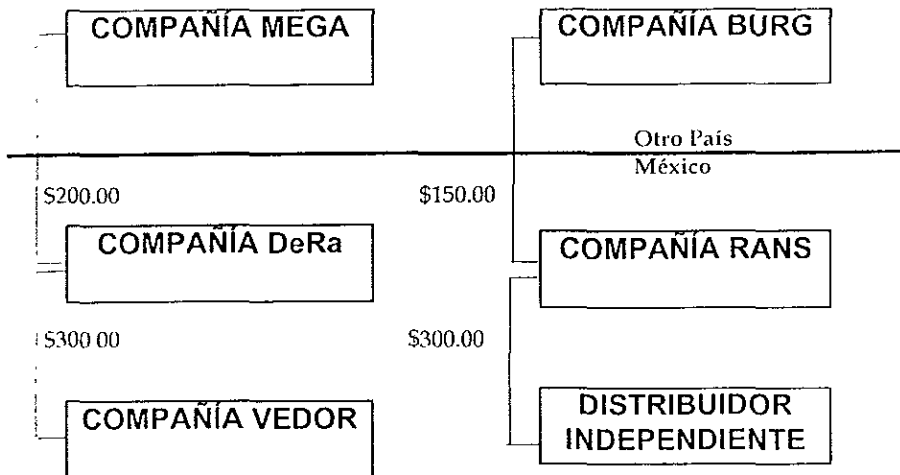 COMPAÑÍA MEGA
COMPAÑÍA BURG
Otro País
México
$200.00
$150.00
COMPAÑÍA DeRa
COMPAÑÍA RANS
$300 00
$300.00
COMPAÑÍA VEDOR
DISTRIBUIDOR
INDEPENDIENTE